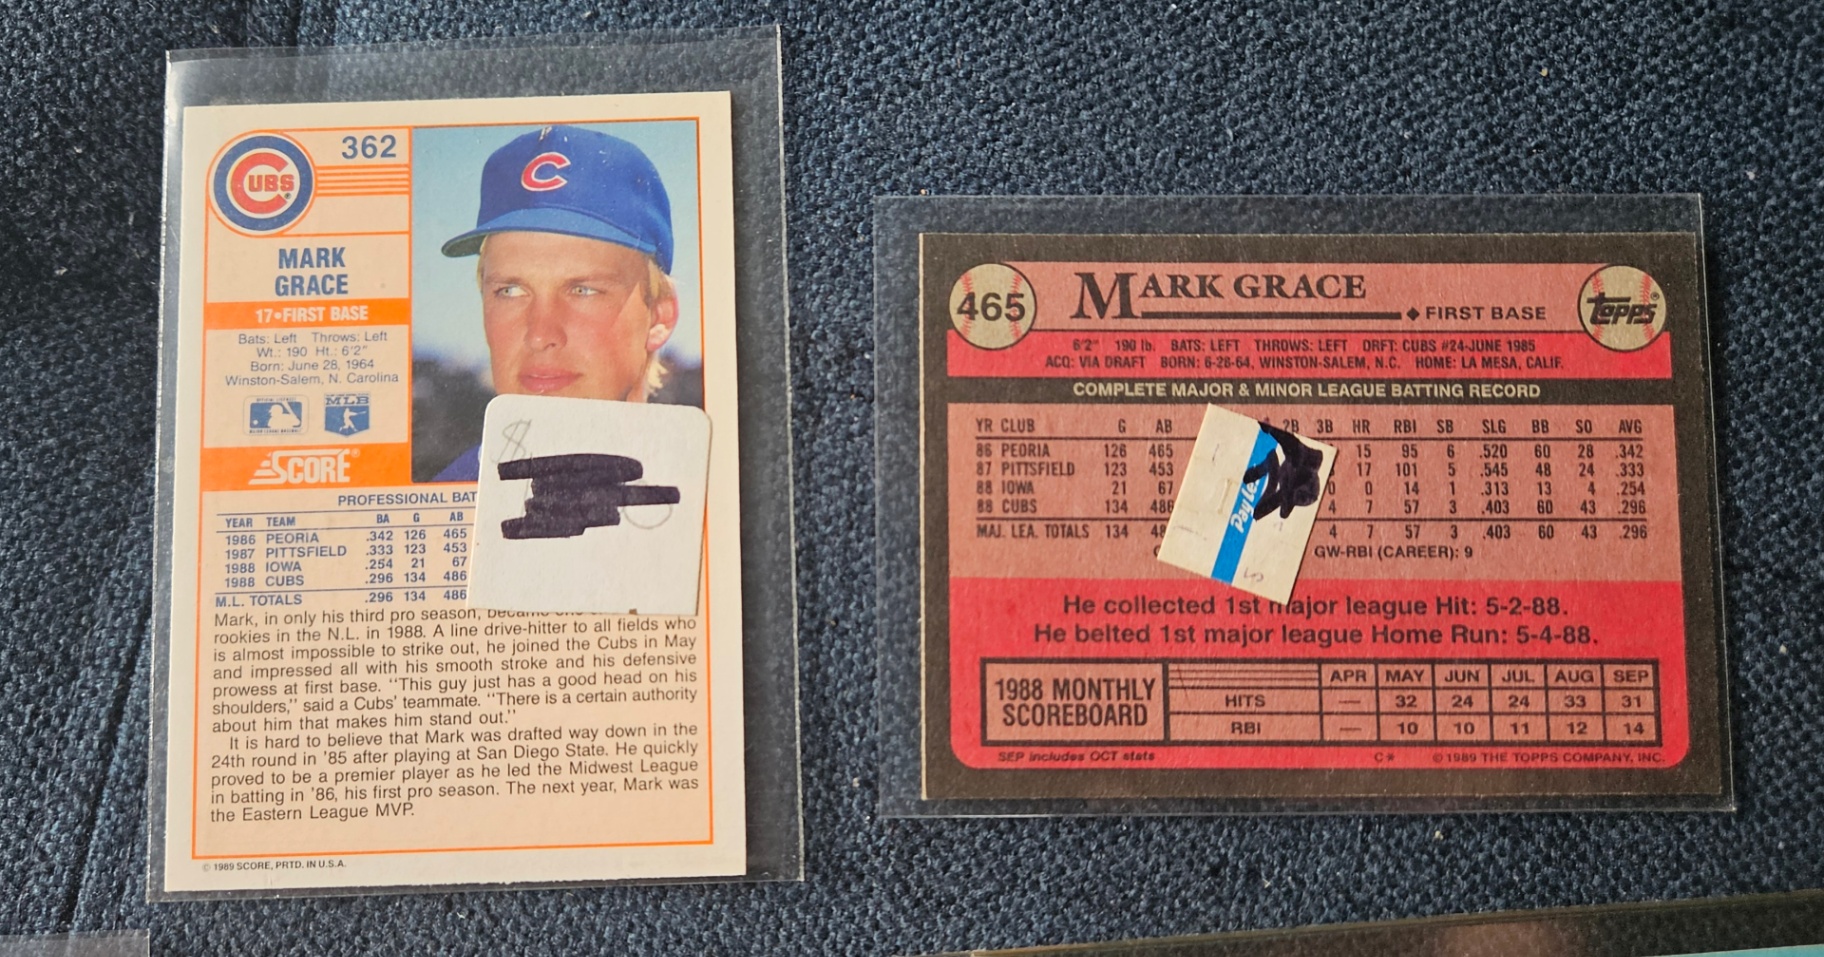 CUBS
362
C
MARK
GRACE
17•FIRST BASE
Bats: Left Throws: Left
Wt.: 190 Ht.: 6'2"
Born: June 28, 1964
Winston-Salem, N. Carolina
MLB
SCORE®
PROFESSIONAL BAT
YEAR TEAM BA G AB
1986 PEORIA .342 126 465
1987 PITTSFIELD .333 123 453
1988 IOWA .254 21 67
1988 CUBS .296 134 486
M.L. TOTALS .296 134 486
Mark, in only his third pro season, became one
rookies in the N.L. in 1988. A line drive-hitter to all fields who
is almost impossible to strike out, he joined the Cubs in May
and impressed all with his smooth stroke and his defensive
prowess at first base. "This guy just has a good head on his
shoulders," said a Cubs' teammate. "There is a certain authority
about him that makes him stand out."
It is hard to believe that Mark was drafted way down in the
24th round in '85 after playing at San Diego State. He quickly
proved to be a premier player as he led the Midwest League
in batting in '86, his first pro season. The next year, Mark was
the Eastern League MVP.
© 1989 SCORE, PRTD. IN U.S.A.
465
MARK GRACE
♦ FIRST BASE
Topps®
6'2" 190 lb. BATS: LEFT THROWS: LEFT DRFT: CUBS #24-JUNE 1985
ACQ: VIA DRAFT BORN: 6-28-64, WINSTON-SALEM, N.C. HOME: LA MESA, CALIF.
COMPLETE MAJOR & MINOR LEAGUE BATTING RECORD
YR CLUB G AB 2B 3B HR RBI SB SLG BB SO AVG
86 PEORIA 126 465 15 95 6 .520 60 28 .342
87 PITTSFIELD 123 453 17 101 5 .545 48 24 .333
88 IOWA 21 67 0 0 14 1 .313 13 4 .254
88 CUBS 134 486 4 7 57 3 .403 60 43 .296
MAJ. LEA. TOTALS 134 48 4 7 57 3 .403 60 43 .296
GW-RBI (CAREER): 9
PayLe
He collected 1st major league Hit: 5-2-88.
He belted 1st major league Home Run: 5-4-88.
1988 MONTHLY
SCOREBOARD
APR MAY JUN JUL AUG SEP
HITS — 32 24 24 33 31
RBI — 10 10 11 12 14
SEP includes OCT stats
C* © 1989 THE TOPPS COMPANY, INC.